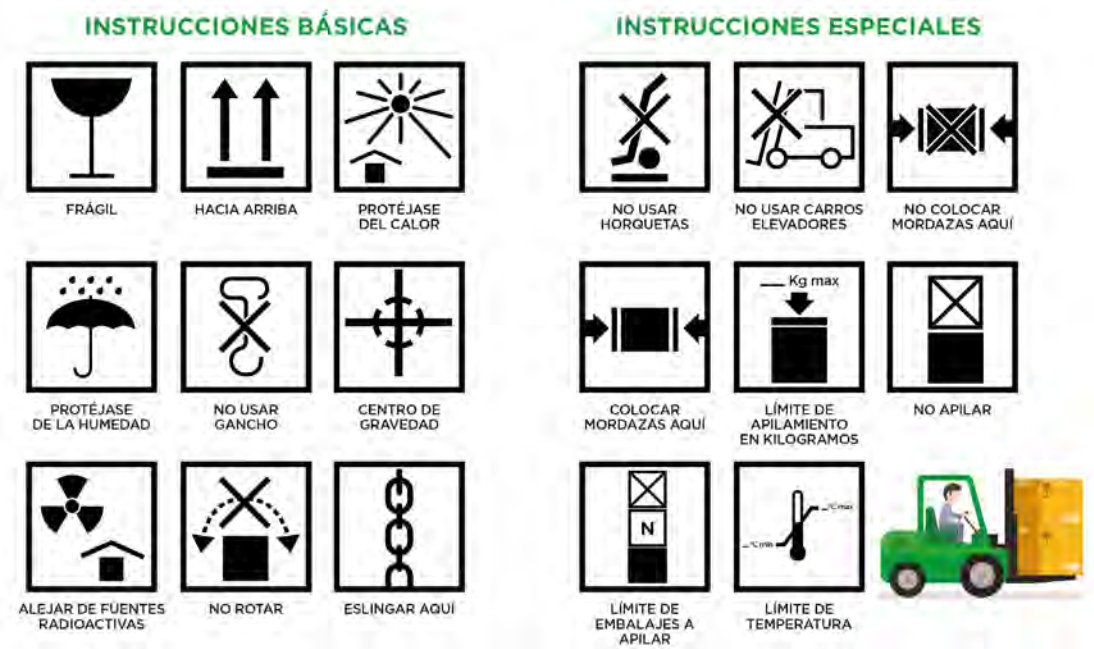 INSTRUCCIONES BÁSICAS
FRÁGIL
HACIA ARRIBA
PROTÉJASE
DEL CALOR
PROTÉJASE
DE LA HUMEDAD
NO USAR
GANCHO
CENTRO DE
GRAVEDAD
ALEJAR DE FUENTES
RADIOACTIVAS
NO ROTAR
ESLINGAR AQUÍ
INSTRUCCIONES ESPECIALES
NO USAR
HORQUETAS
NO USAR CARROS
ELEVADORES
NO COLOCAR
MORDAZAS AQUÍ
COLOCAR
MORDAZAS AQUÍ
__ Kg max
LÍMITE DE
APILAMIENTO
EN KILOGRAMOS
NO APILAR
N
LÍMITE DE
EMBALAJES A
APILAR
_°C max
_°C min
LÍMITE DE
TEMPERATURA